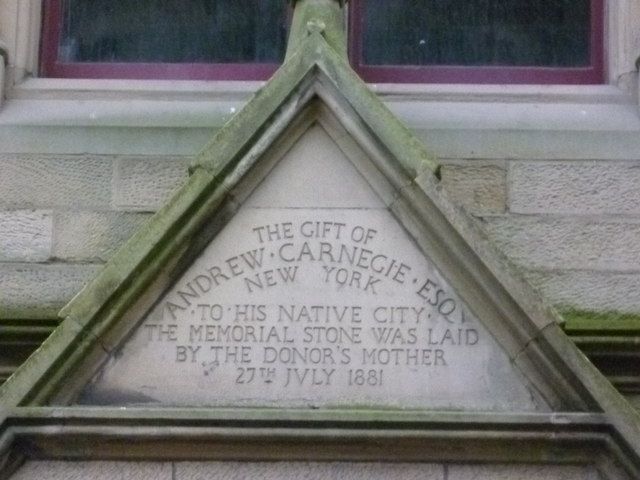 THE GIFT OF
ANDREW · CARNEGIE · ESQ
NEW YORK
· TO HIS NATIVE CITY ·
THE MEMORIAL STONE WAS LAID
BY THE DONOR'S MOTHER
27TH JVLY 1881